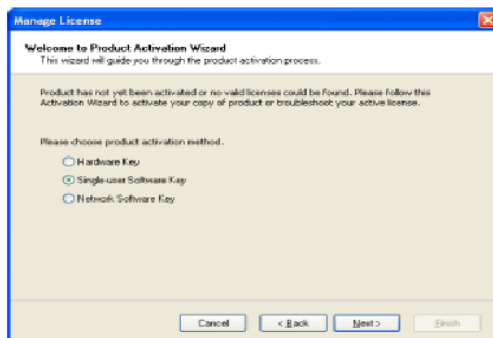 Manage License
Welcome to Product Activation Wizard
This wizard will guide you through the product activation process.
Product has not yet been activated or no valid licenses could be found. Please follow this
Activation Wizard to activate your copy of product or troubleshoot your active license.
Please choose product activation method.
Hardware Key
Single-user Software Key
Network Software Key
Cancel < Back Next > Finish